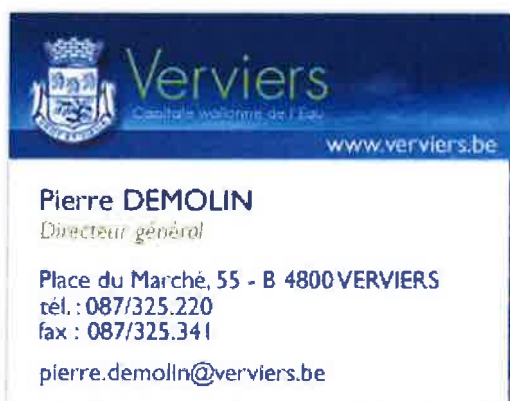 Verviers
Capitale wallonne de l'Eau
www.verviers.be
Pierre DEMOLIN
Directeur général
Place du Marché, 55 - B 4800 VERVIERS
tél. : 087/325.220
fax : 087/325.341
pierre.demolin@verviers.be